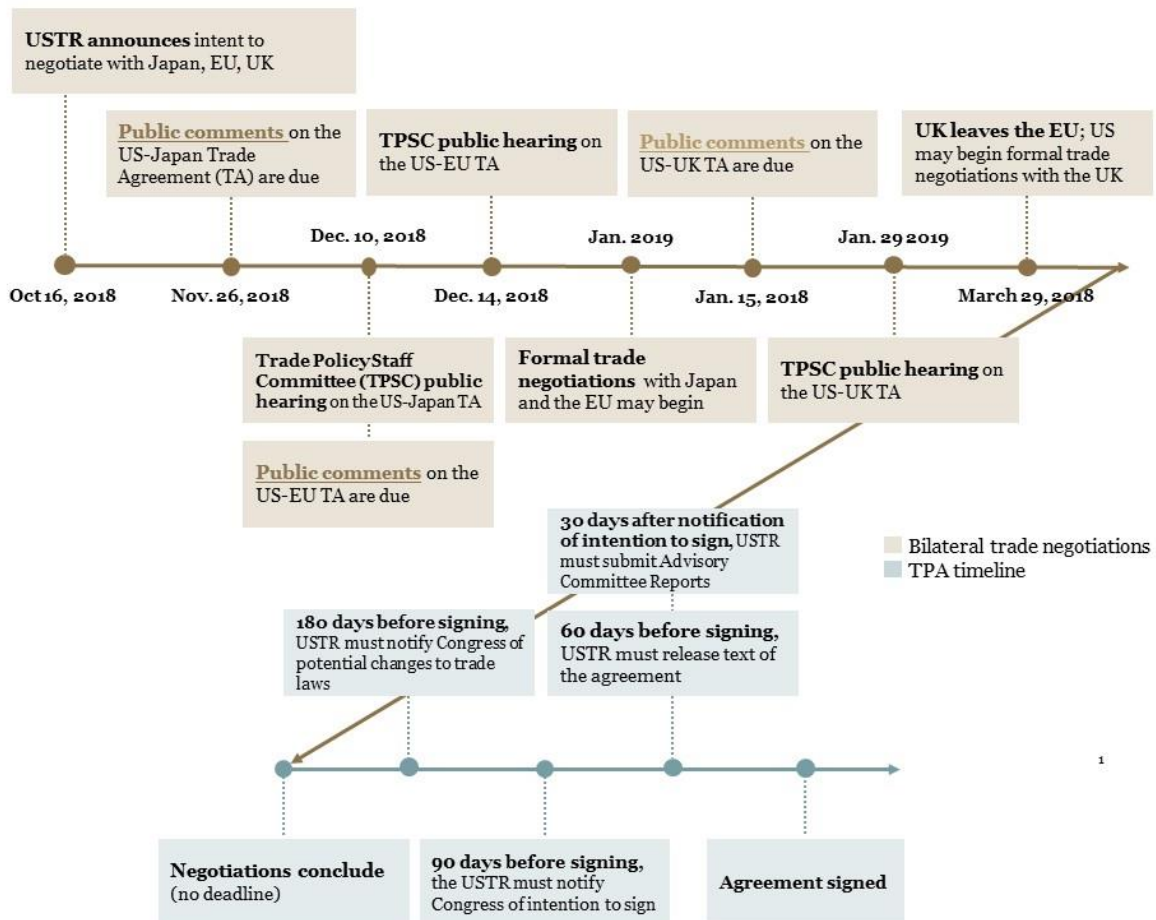 USTR announces intent to
negotiate with Japan, EU, UK
Public comments on the
US-Japan Trade
Agreement (TA) are due
TPSC public hearing on
the US-EU TA
Public comments on the
US-UK TA are due
UK leaves the EU; US
may begin formal trade
negotiations with the UK
Dec. 10, 2018
Jan. 2019
Jan. 29 2019
Oct 16, 2018
Nov. 26, 2018
Dec. 14, 2018
Jan. 15, 2018
March 29, 2018
Trade Policy Staff
Committee (TPSC) public
hearing on the US-Japan TA
Formal trade
negotiations with Japan
and the EU may begin
TPSC public hearing on
the US-UK TA
Public comments on the
US-EU TA are due
30 days after notification
of intention to sign, USTR
must submit Advisory
Committee Reports
Bilateral trade negotiations
TPA timeline
180 days before signing,
USTR must notify Congress of
potential changes to trade
laws
60 days before signing,
USTR must release text of
the agreement
1
Negotiations conclude
(no deadline)
90 days before signing,
the USTR must notify
Congress of intention to sign
Agreement signed